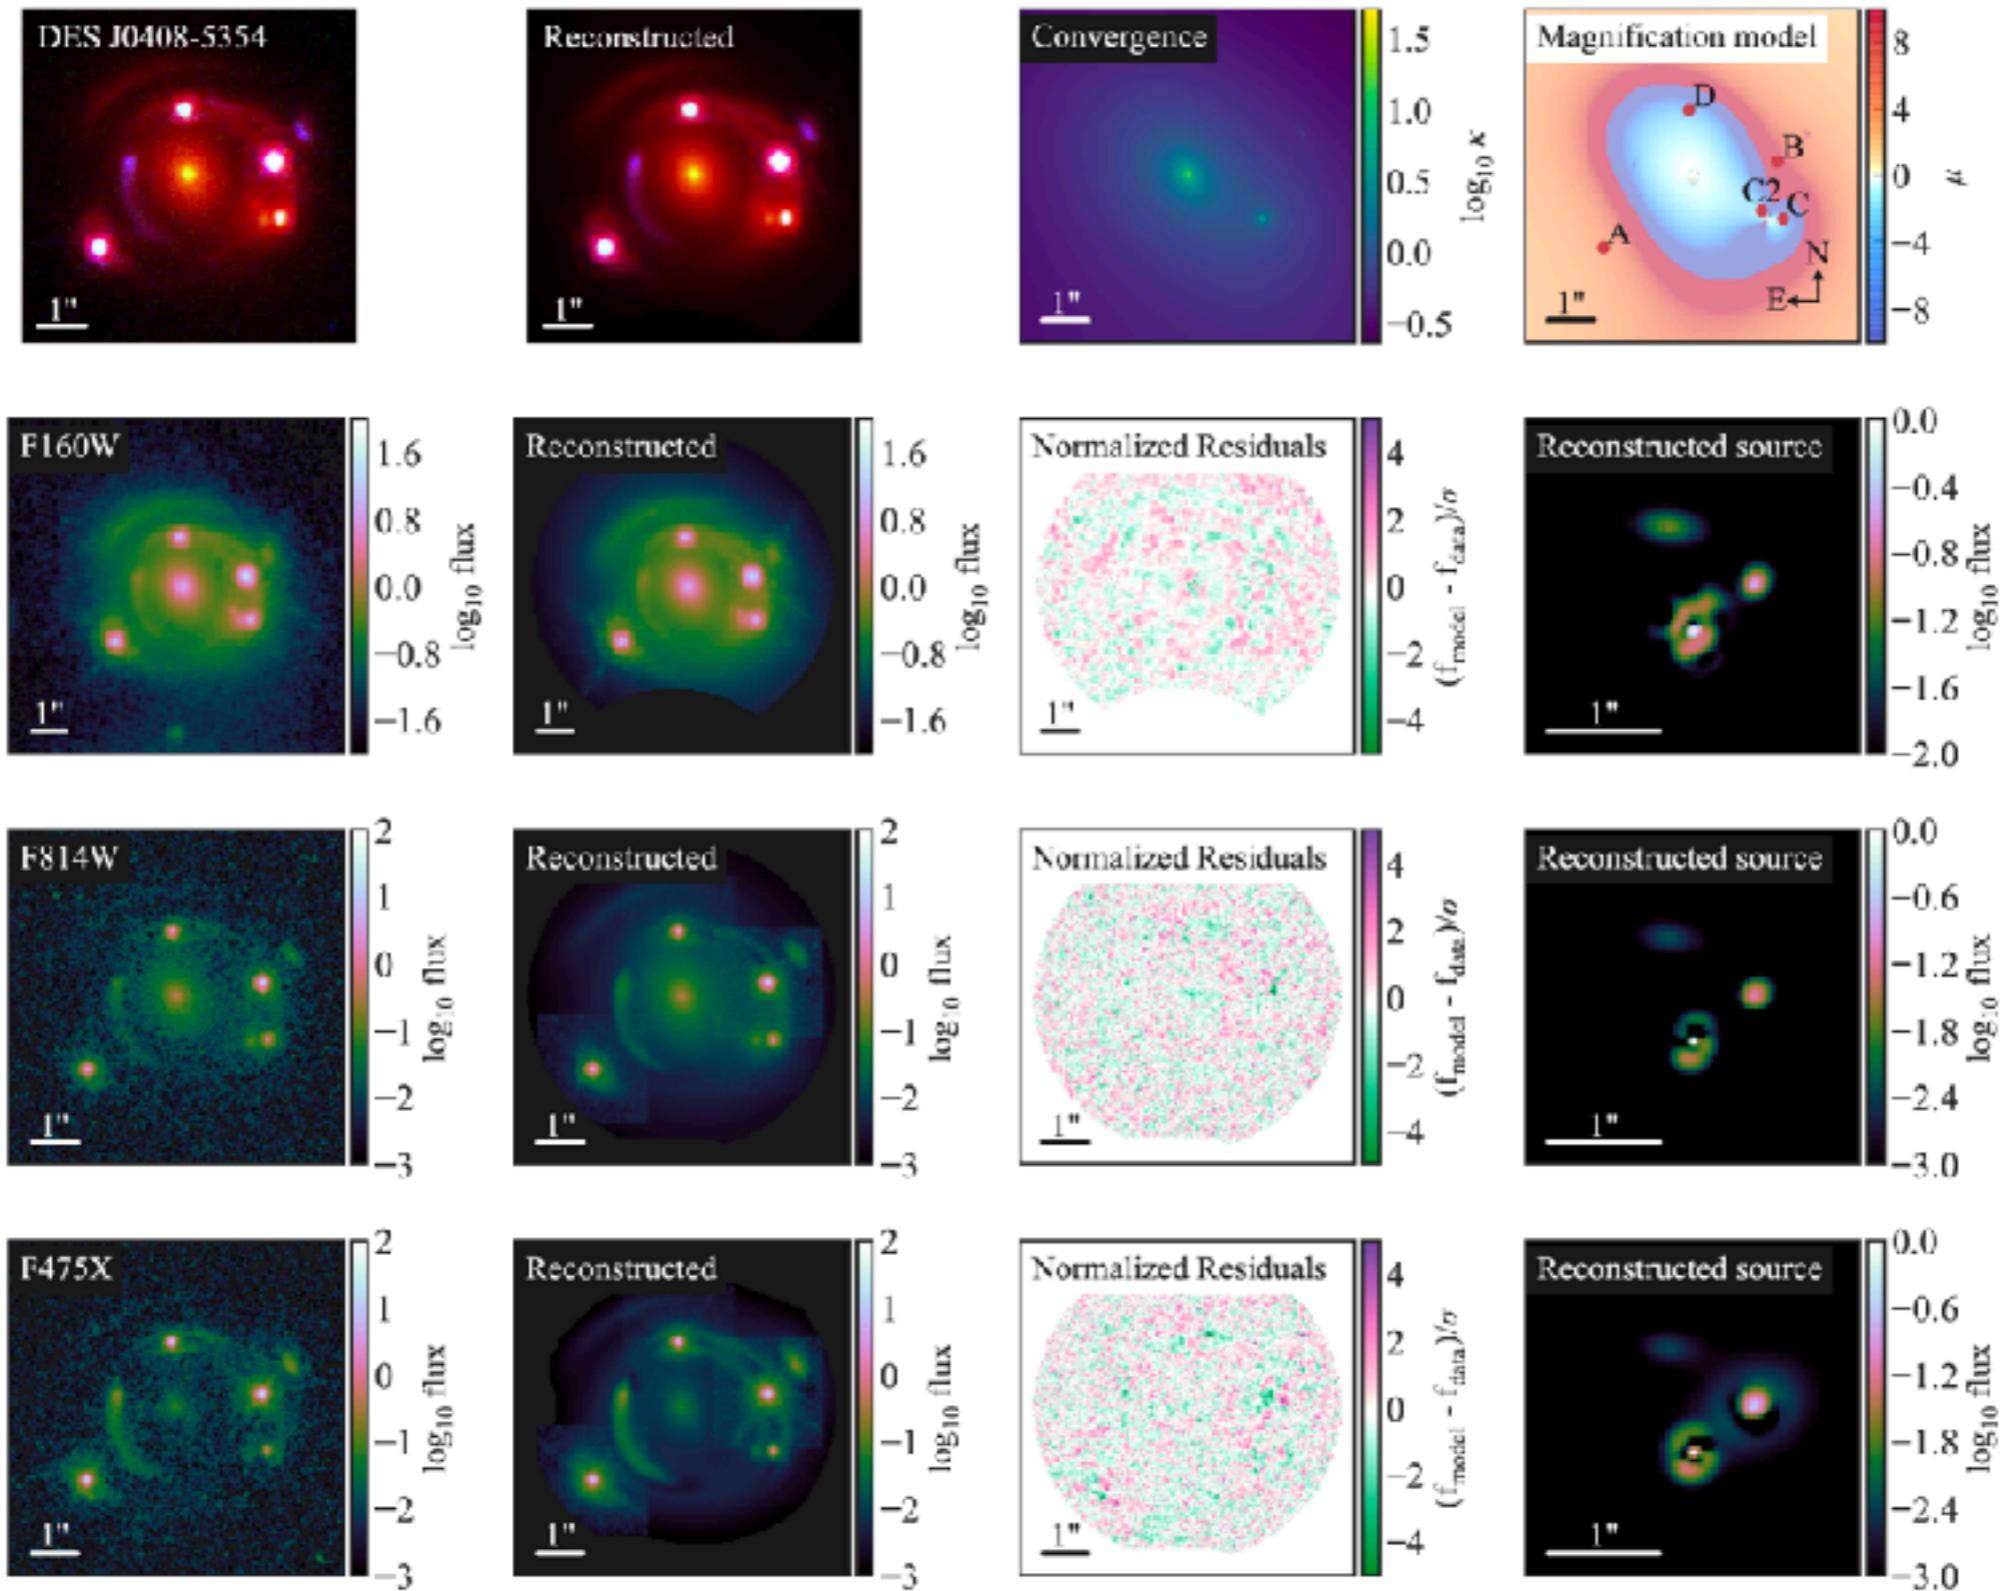 DES J0408-5354
1"
Reconstructed
1"
Convergence
1"
1.5
1.0
0.5
0.0
−0.5
log₁₀ κ
Magnification model
D
B
C2
C
A
N
E
1"
8
4
0
−4
−8
μ
F160W
1"
1.6
0.8
0.0
−0.8
−1.6
log₁₀ flux
Reconstructed
1"
1.6
0.8
0.0
−0.8
−1.6
log₁₀ flux
Normalized Residuals
1"
4
2
0
−2
−4
(f_model - f_data)/σ
Reconstructed source
1"
0.0
−0.4
−0.8
−1.2
−1.6
−2.0
log₁₀ flux
F814W
1"
2
1
0
−1
−2
−3
log₁₀ flux
Reconstructed
1"
2
1
0
−1
−2
−3
log₁₀ flux
Normalized Residuals
1"
4
2
0
−2
−4
(f_model - f_data)/σ
Reconstructed source
1"
0.0
−0.6
−1.2
−1.8
−2.4
−3.0
log₁₀ flux
F475X
1"
2
1
0
−1
−2
−3
log₁₀ flux
Reconstructed
1"
2
1
0
−1
−2
−3
log₁₀ flux
Normalized Residuals
1"
4
2
0
−2
−4
(f_model - f_data)/σ
Reconstructed source
1"
0.0
−0.6
−1.2
−1.8
−2.4
−3.0
log₁₀ flux